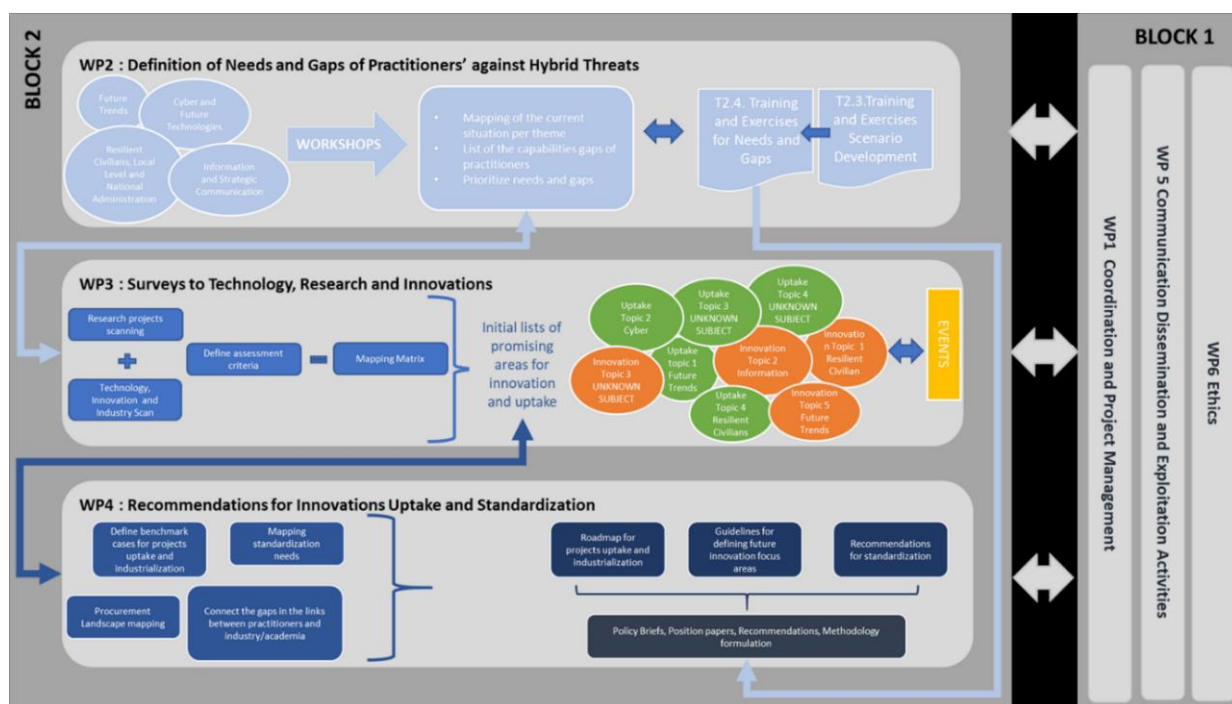 BLOCK 2
WP2 : Definition of Needs and Gaps of Practitioners' against Hybrid Threats
Future
Trends
Cyber and
Future
Technologies
Resilient
Civilians, Local
Level and
National
Administration
Information
and Strategic
Communication
WORKSHOPS
• Mapping of the current
situation per theme
• List of the capabilities gaps of
practitioners
• Prioritize needs and gaps
T2.4. Training
and Exercises
for Needs and
Gaps
T2.3.Training
and Exercises
Scenario
Development
WP3 : Surveys to Technology, Research and Innovations
Research projects
scanning
Technology,
Innovation and
Industry Scan
Define assessment
criteria
Mapping Matrix
Initial lists of
promising
areas for
innovation
and uptake
Uptake
Topic 2
Cyber
Uptake
Topic 3
UNKNOWN
SUBJECT
Uptake
Topic 4
UNKNOWN
SUBJECT
Innovation
Topic 3
UNKNOWN
SUBJECT
Uptake
topic 1
Future
Trends
Innovation
Topic 2
Information
Innovatio
n Topic 1
Resilient
Civilian
Uptake
Topic 4
Resilient
Civilians
Innovation
Topic 5
Future
Trends
EVENTS
WP4 : Recommendations for Innovations Uptake and Standardization
Define benchmark
cases for projects
uptake and
industrialization
Mapping
standardization
needs
Procurement
Landscape mapping
Connect the gaps in the links
between practitioners and
industry/academia
Roadmap for
projects uptake and
industrialization
Guidelines for
defining future
innovation focus
areas
Recommendations
for standardization
Policy Briefs, Position papers, Recommendations, Methodology
formulation
BLOCK 1
WP1 Coordination and Project Management
WP 5 Communication Dissemination and Exploitation Activities
WP6 Ethics